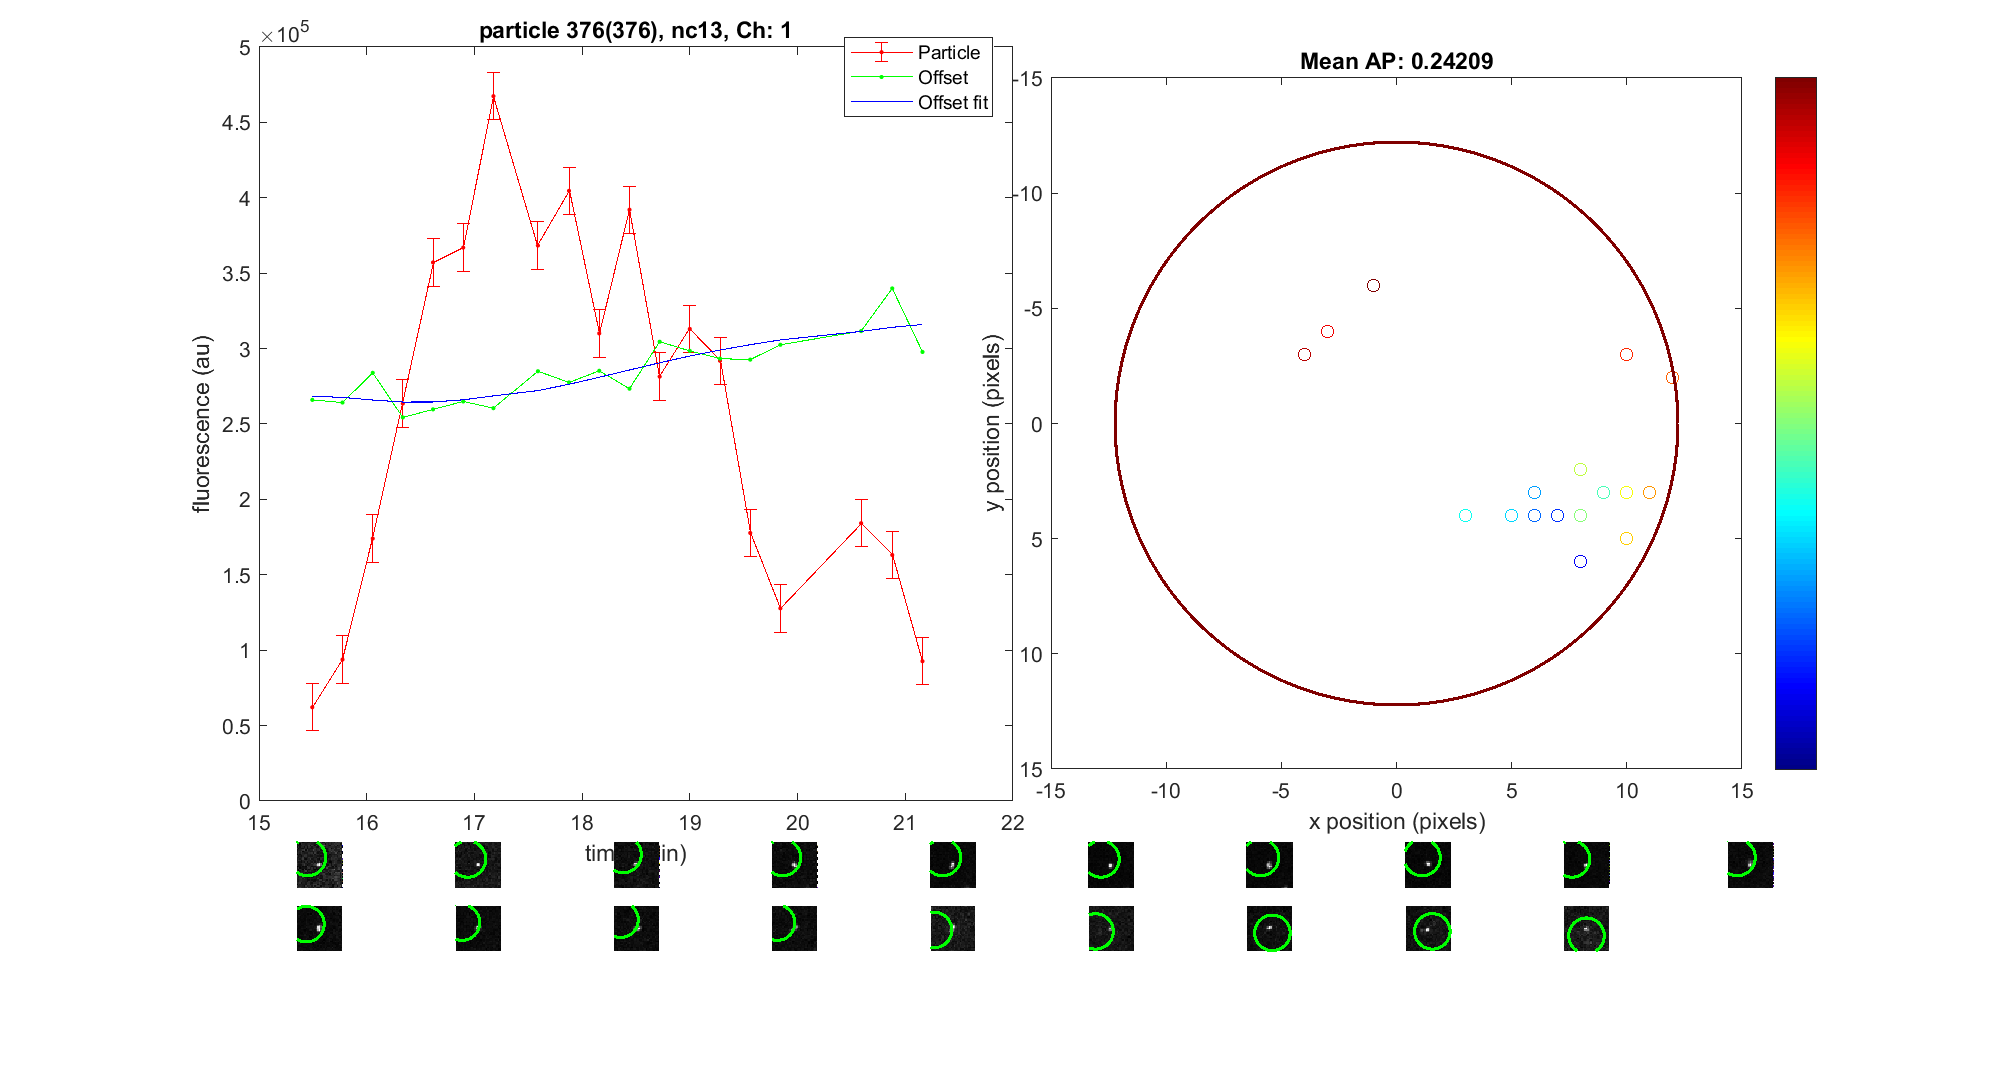 particle 376(376), nc13, Ch: 1
×10^5
Particle
Offset
Offset fit
5
4.5
4
3.5
3
2.5
2
1.5
1
0.5
0
fluorescence (au)
15 16 17 18 19 20 21 22
Mean AP: 0.24209
-15
-10
-5
0
5
10
15
y position (pixels)
-15 -10 -5 0 5 10 15
x position (pixels)